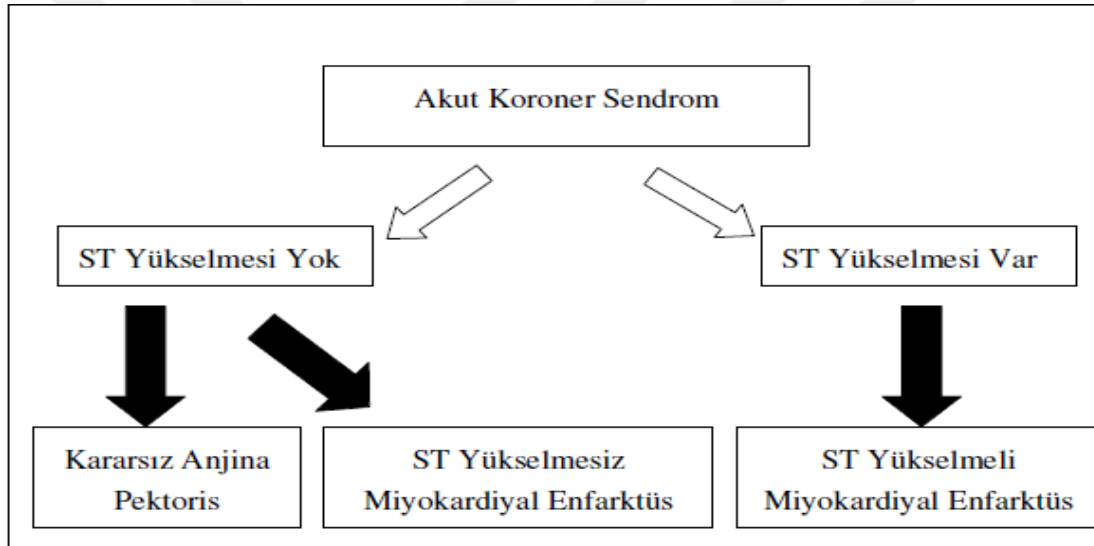 Akut Koroner Sendrom
ST Yükselmesi Yok
ST Yükselmesi Var
Kararsız Anjina
Pektoris
ST Yükselmesiz
Miyokardiyal Enfarktüs
ST Yükselmeli
Miyokardiyal Enfarktüs